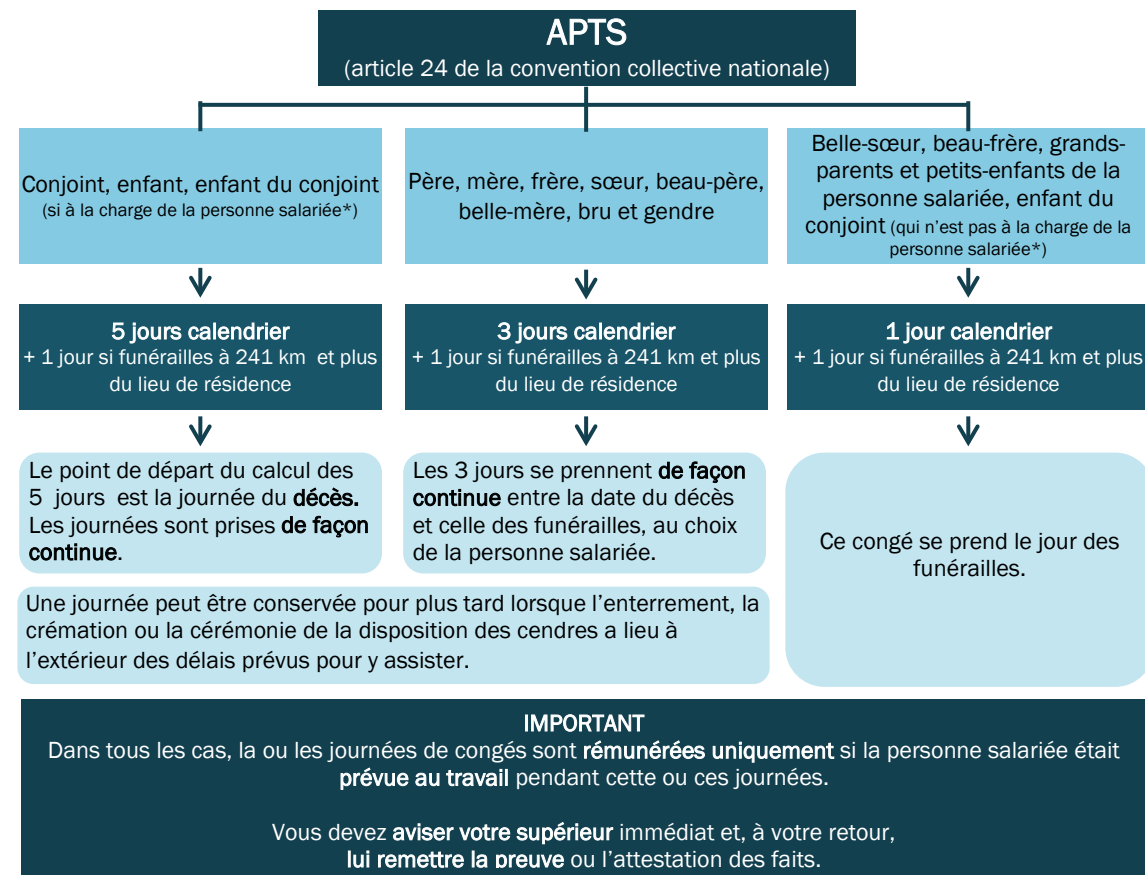 APTS
(article 24 de la convention collective nationale)
Conjoint, enfant, enfant du conjoint
(si à la charge de la personne salariée*)
Père, mère, frère, sœur, beau-père,
belle-mère, bru et gendre
Belle-sœur, beau-frère, grands-
parents et petits-enfants de la
personne salariée, enfant du
conjoint (qui n'est pas à la charge de la
personne salariée*)
5 jours calendrier
+ 1 jour si funérailles à 241 km et plus
du lieu de résidence
3 jours calendrier
+ 1 jour si funérailles à 241 km et plus
du lieu de résidence
1 jour calendrier
+ 1 jour si funérailles à 241 km et plus
du lieu de résidence
Le point de départ du calcul des
5 jours est la journée du décès.
Les journées sont prises de façon
continue.
Les 3 jours se prennent de façon
continue entre la date du décès
et celle des funérailles, au choix
de la personne salariée.
Ce congé se prend le jour des
funérailles.
Une journée peut être conservée pour plus tard lorsque l'enterrement, la
crémation ou la cérémonie de la disposition des cendres a lieu à
l'extérieur des délais prévus pour y assister.
IMPORTANT
Dans tous les cas, la ou les journées de congés sont rémunérées uniquement si la personne salariée était
prévue au travail pendant cette ou ces journées.
Vous devez aviser votre supérieur immédiat et, à votre retour,
lui remettre la preuve ou l'attestation des faits.